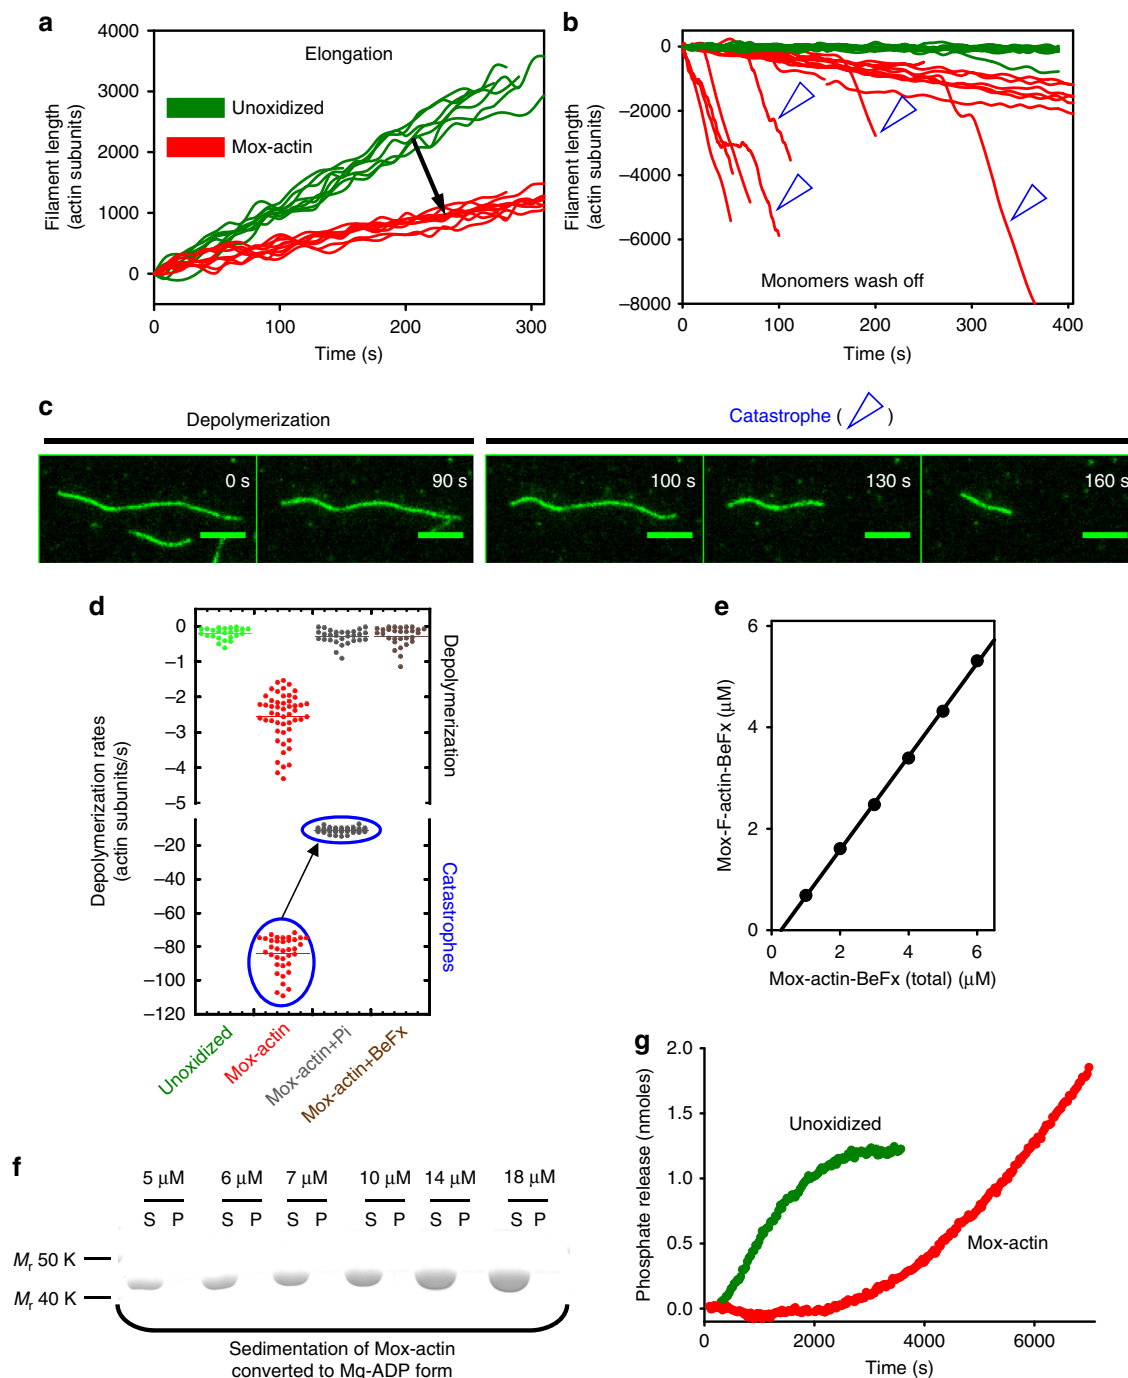 a
Elongation
Unoxidized
Mox-actin
Filament length
(actin subunits)
4000
3000
2000
1000
0
0 100 200 300
Time (s)
b
Filament length
(actin subunits)
0
−2000
−4000
−6000
−8000
Monomers wash off
0 100 200 300 400
Time (s)
c
Depolymerization
Catastrophe ( )
0 s
90 s
100 s
130 s
160 s
d
Depolymerization rates
(actin subunits/s)
0
−1
−2
−3
−4
−5
−20
−40
−60
−80
−100
−120
Depolymerization
Catastrophes
Unoxidized
Mox-actin
Mox-actin+Pi
Mox-actin+BeFx
e
Mox-F-actin-BeFx (μM)
6
4
2
0
0 2 4 6
Mox-actin-BeFx (total) (μM)
f
5 μM 6 μM 7 μM 10 μM 14 μM 18 μM
S P S P S P S P S P S P
Mr 50 K
Mr 40 K
Sedimentation of Mox-actin
converted to Mg-ADP form
g
Phosphate release (nmoles)
2.0
1.5
1.0
0.5
0.0
Unoxidized
Mox-actin
0 2000 4000 6000
Time (s)